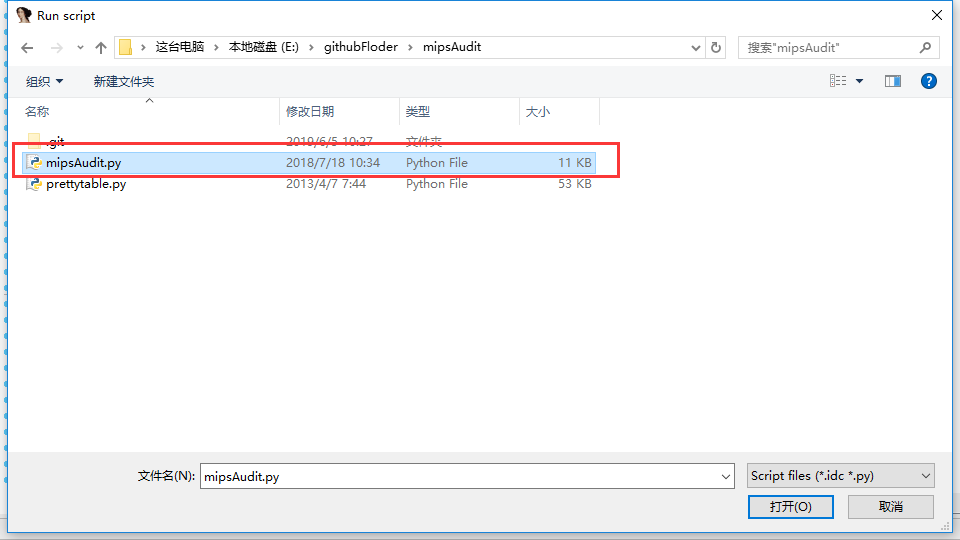 Run script
这台电脑 › 本地磁盘 (E:) › githubFloder › mipsAudit
搜索"mipsAudit"
组织 新建文件夹
名称 修改日期 类型 大小
.git 2019/6/5 10:27 文件夹
mipsAudit.py 2018/7/18 10:34 Python File 11 KB
prettytable.py 2013/4/7 7:44 Python File 53 KB
文件名(N): mipsAudit.py Script files (*.idc *.py)
打开(O) 取消